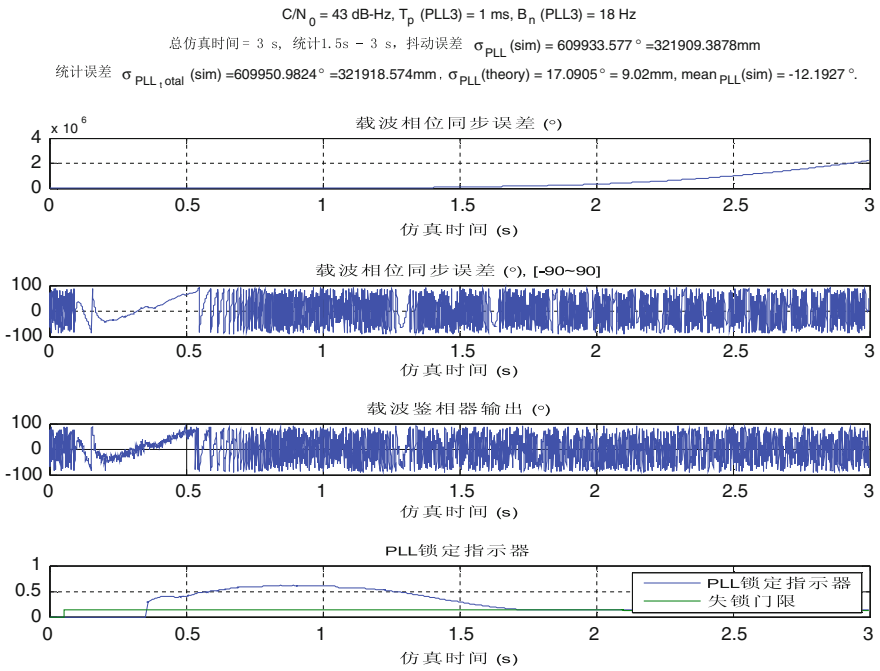 C/N 0 = 43 dB-Hz, Tp (PLL3) = 1 ms, Bn (PLL3) = 18 Hz
总仿真时间 = 3 s, 统计1.5s - 3 s, 抖动误差 σPLL (sim) = 609933.577 ° =321909.3878mm
统计误差 σPLL t otal (sim) =609950.9824 ° =321918.574mm , σPLL(theory) = 17.0905 ° = 9.02mm, mean PLL(sim) = -12.1927 °.
载波相位同步误差 (°)
x 10 6
4
2
0
0 0.5 1 1.5 2 2.5 3
仿真时间 (s)
载波相位同步误差 (°), [-90~90]
100
0
-100
0 0.5 1 1.5 2 2.5 3
仿真时间 (s)
载波鉴相器输出 (°)
100
0
-100
0 0.5 1 1.5 2 2.5 3
仿真时间 (s)
PLL锁定指示器
1
0.5
0
PLL锁定指示器
失锁门限
0 0.5 1 1.5 2 2.5 3
仿真时间 (s)